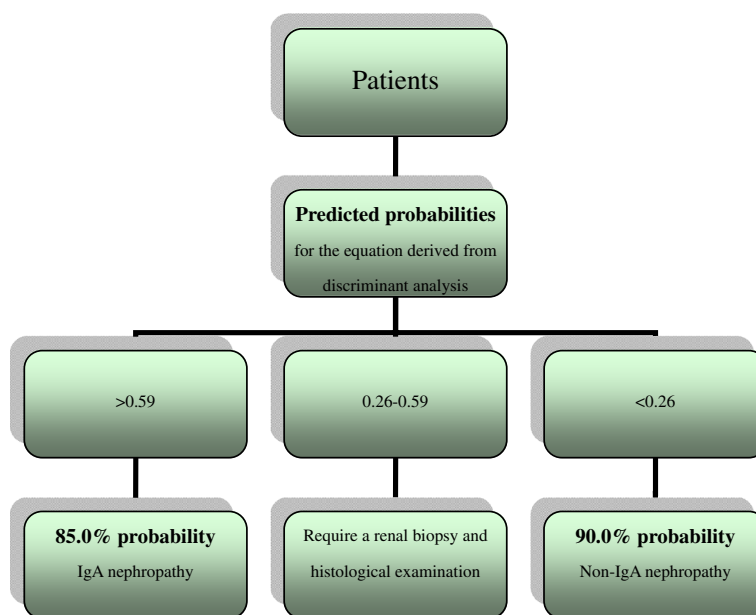 Patients
Predicted probabilities
for the equation derived from
discriminant analysis
>0.59
0.26-0.59
<0.26
85.0% probability
IgA nephropathy
Require a renal biopsy and
histological examination
90.0% probability
Non-IgA nephropathy